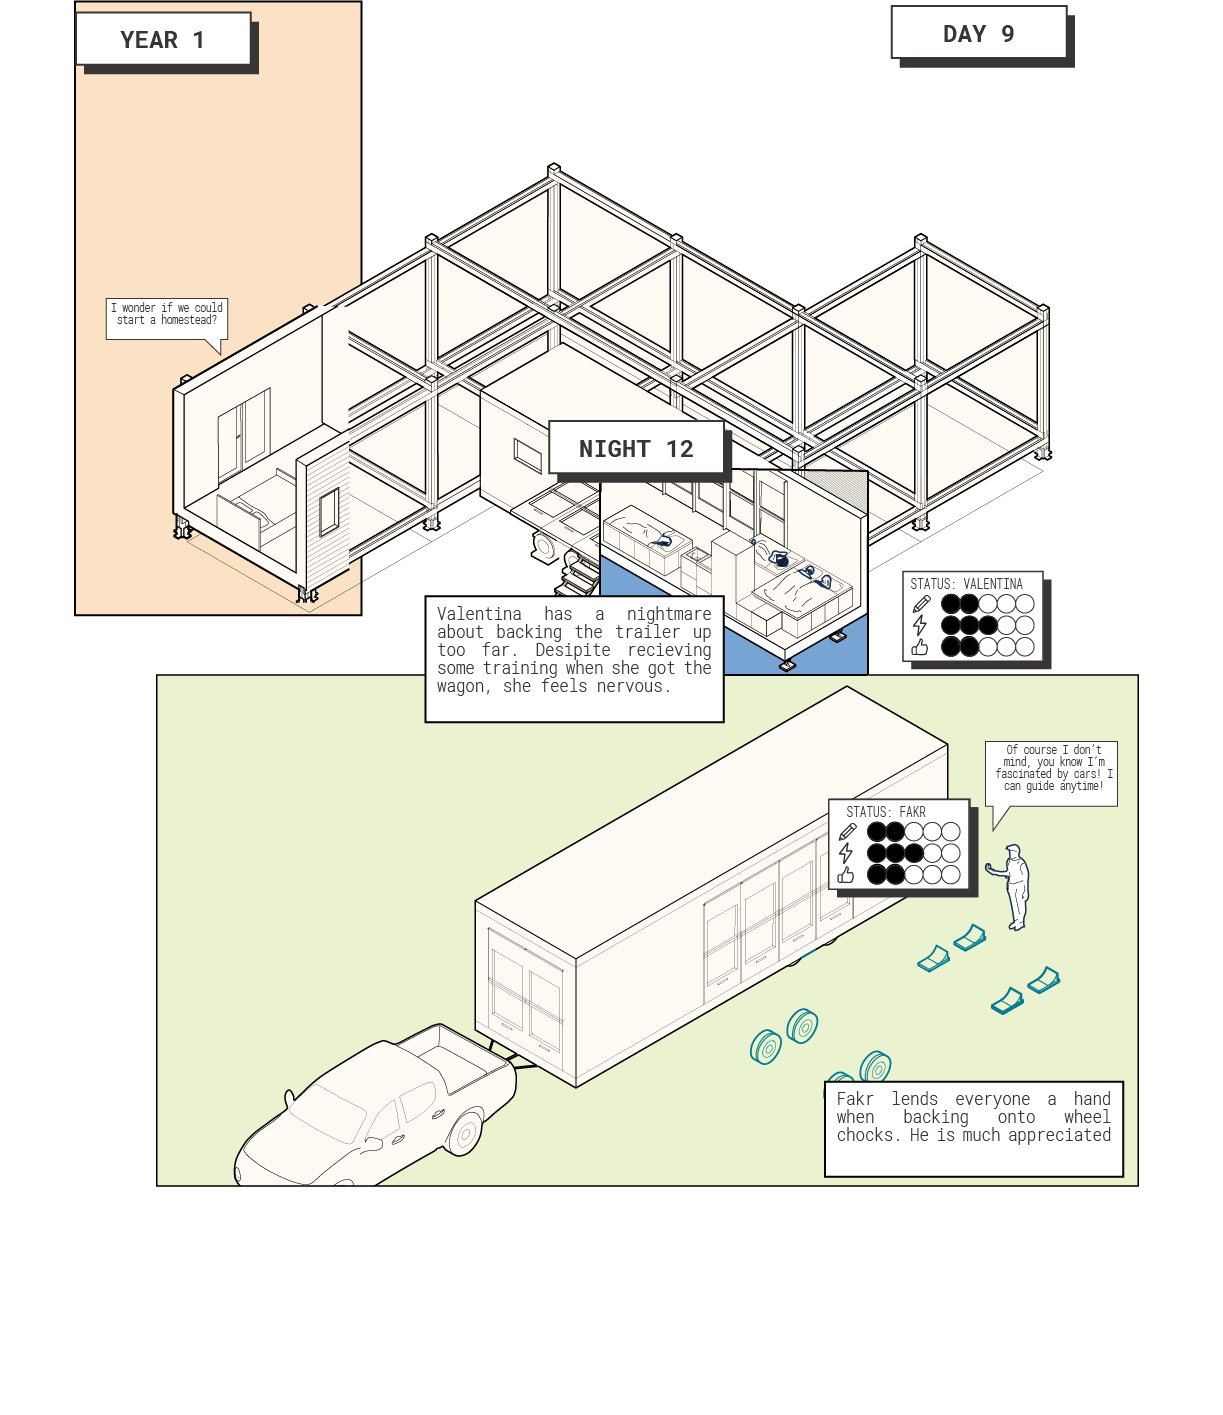 YEAR 1
DAY 9
I wonder if we could
start a homestead?
NIGHT 12
STATUS: VALENTINA
Valentina has a nightmare
about backing the trailer up
too far. Desipite recieving
some training when she got the
wagon, she feels nervous.
Of course I don't
mind, you know I'm
fascinated by cars! I
can guide anytime!
STATUS: FAKR
Fakr lends everyone a hand
when backing onto wheel
chocks. He is much appreciated